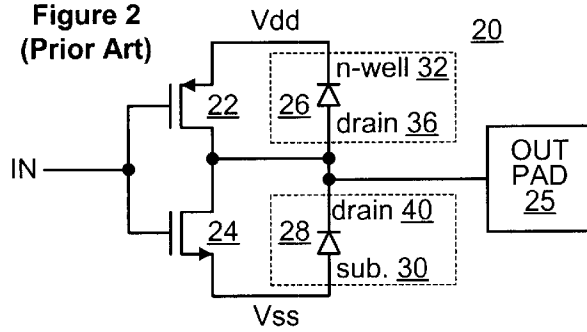 Figure 2
(Prior Art)
Vdd
20
n-well 32
22
26
drain 36
IN
OUT
PAD
25
drain 40
24
28
sub. 30
Vss